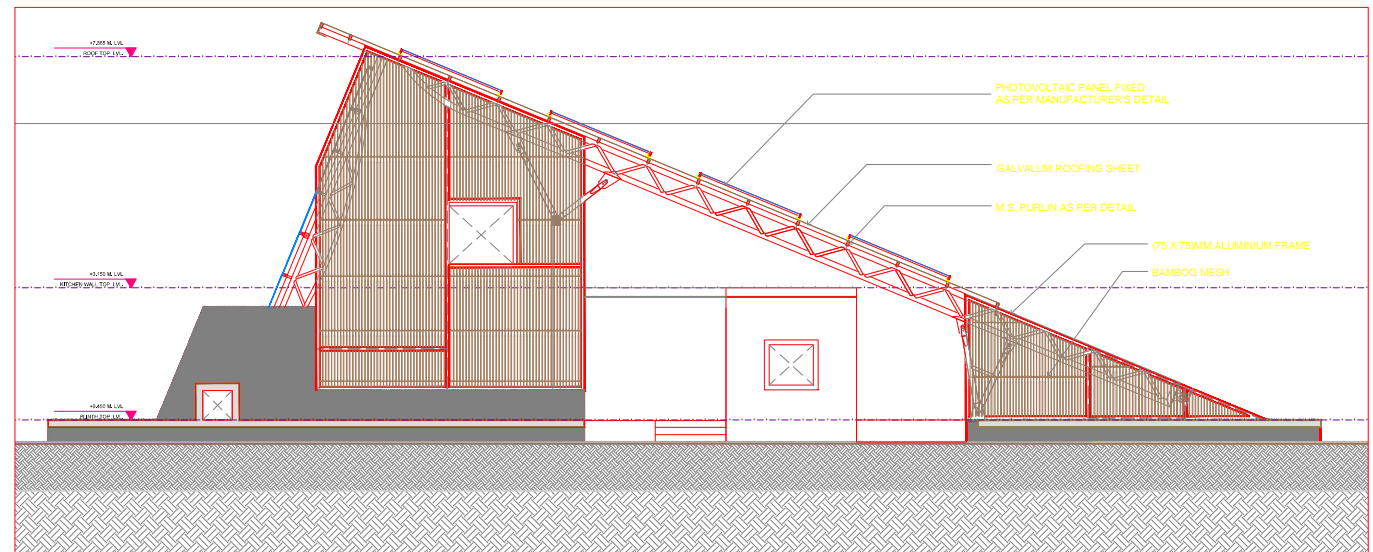 +7.865 M. LVL
ROOF TOP LVL.
PHOTOVOLTAIC PANEL FIXED
AS PER MANUFACTURER'S DETAIL
GALVALUM ROOFING SHEET
M.S. PURLIN AS PER DETAIL
(75 X 75)MM ALUMINIUM FRAME
BAMBOO MESH
+3.150 M. LVL
KITCHEN WALL TOP LVL.
+0.450 M. LVL
PLINTH TOP LVL.